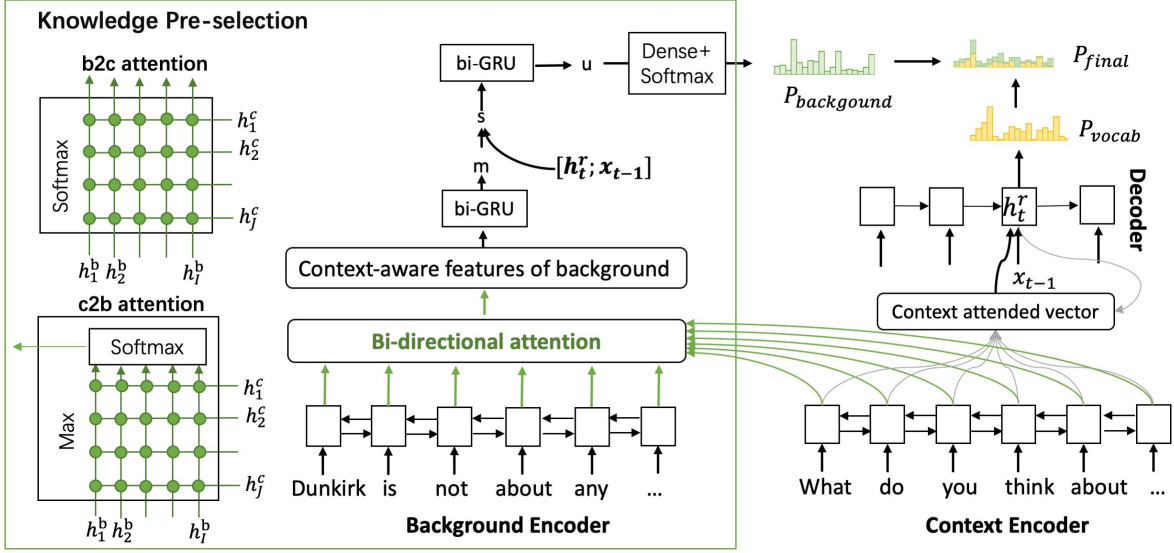 Knowledge Pre-selection
b2c attention
Softmax
h_1^c
h_2^c
h_J^c
h_1^b h_2^b h_I^b
c2b attention
Softmax
Max
h_1^c
h_2^c
h_J^c
h_1^b h_2^b h_I^b
bi-GRU
u
Dense+
Softmax
s
m
[h_t^r; x_{t-1}]
bi-GRU
Context-aware features of background
Bi-directional attention
Dunkirk is not about any ...
Background Encoder
P_backgound
P_final
P_vocab
Decoder
h_t^r
x_{t-1}
Context attended vector
What do you think about ...
Context Encoder